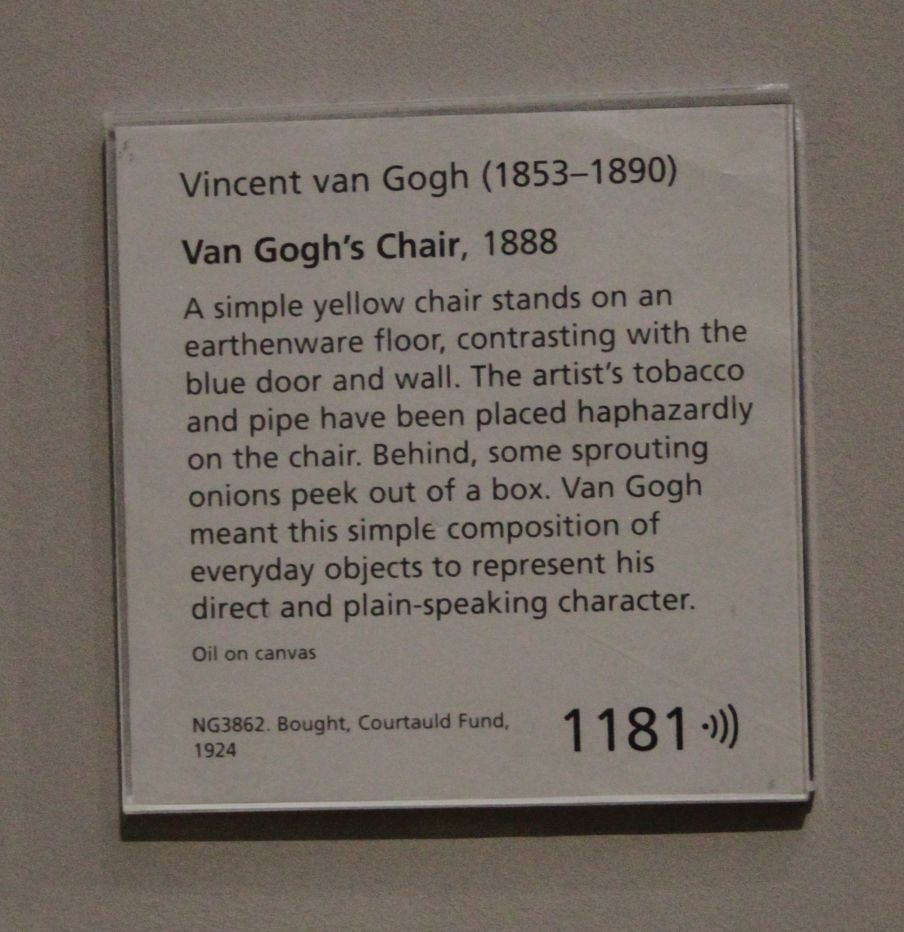 Vincent van Gogh (1853–1890)
Van Gogh's Chair, 1888
A simple yellow chair stands on an
earthenware floor, contrasting with the
blue door and wall. The artist's tobacco
and pipe have been placed haphazardly
on the chair. Behind, some sprouting
onions peek out of a box. Van Gogh
meant this simple composition of
everyday objects to represent his
direct and plain-speaking character.
Oil on canvas
NG3862. Bought, Courtauld Fund,
1924
1181